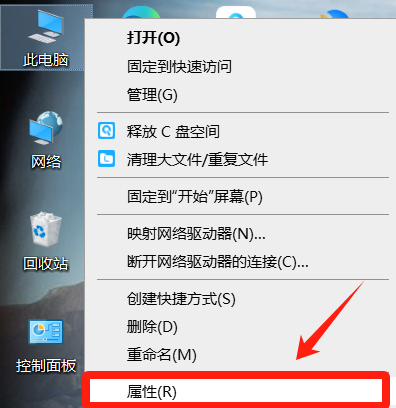 此电脑
网络
回收站
控制面板
打开(O)
固定到快速访问
管理(G)
释放 C 盘空间
清理大文件/重复文件
固定到“开始”屏幕(P)
映射网络驱动器(N)...
断开网络驱动器的连接(C)...
创建快捷方式(S)
删除(D)
重命名(M)
属性(R)